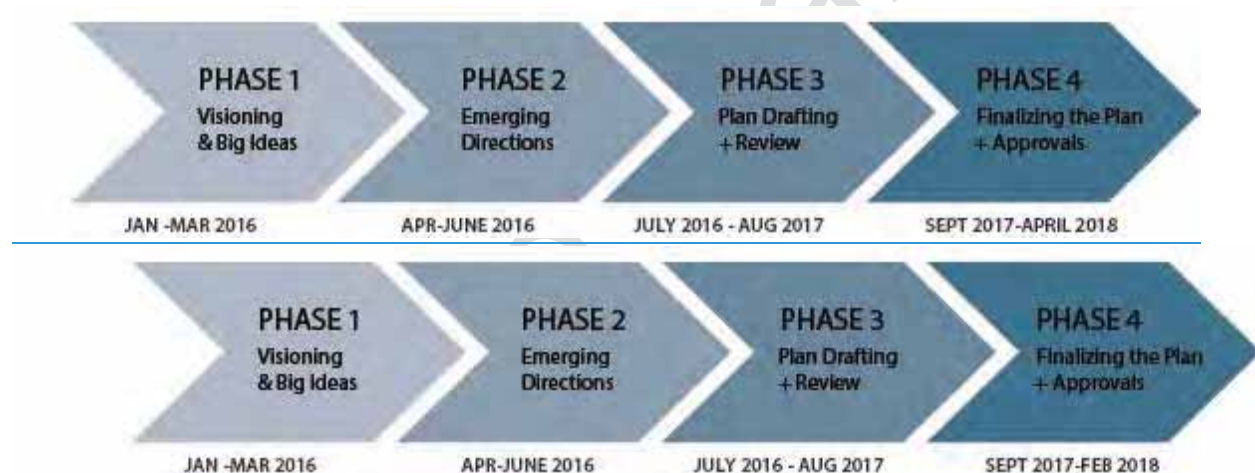 PHASE 1
Visioning
& Big Ideas
PHASE 2
Emerging
Directions
PHASE 3
Plan Drafting
+ Review
PHASE 4
Finalizing the Plan
+ Approvals
JAN -MAR 2016
APR-JUNE 2016
JULY 2016 - AUG 2017
SEPT 2017-APRIL 2018
PHASE 1
Visioning
& Big Ideas
PHASE 2
Emerging
Directions
PHASE 3
Plan Drafting
+ Review
PHASE 4
Finalizing the Plan
+ Approvals
JAN -MAR 2016
APR-JUNE 2016
JULY 2016 - AUG 2017
SEPT 2017-FEB 2018